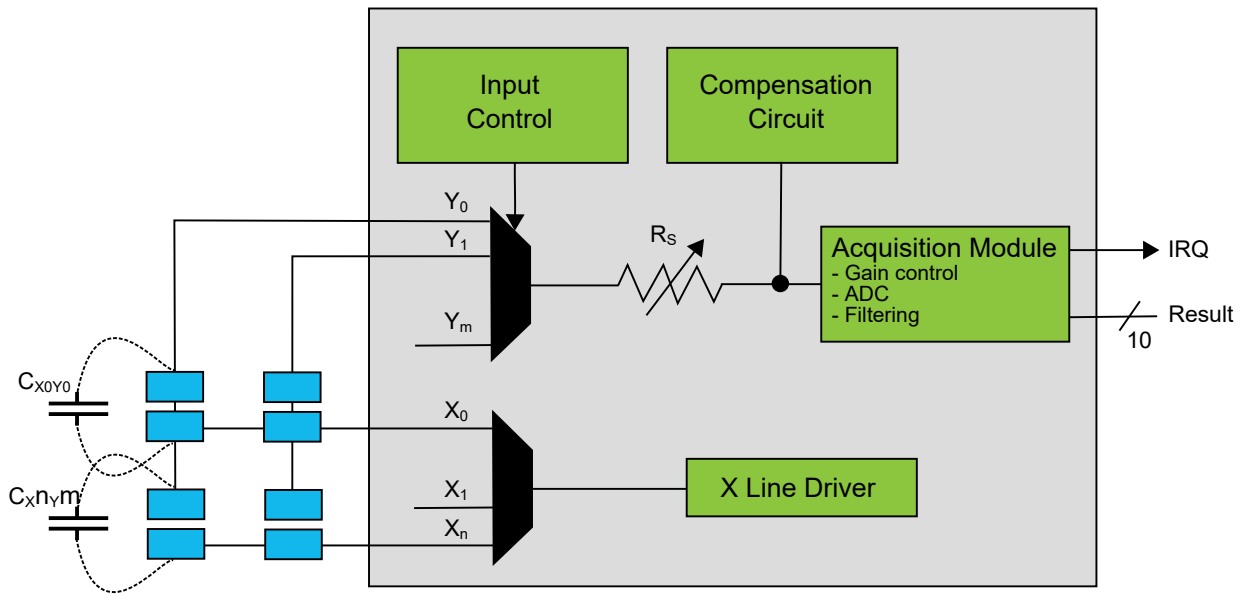 Input
Control
Compensation
Circuit
Y0
Y1
RS
Acquisition Module
- Gain control
- ADC
- Filtering
IRQ
Result
10
Ym
CX0Y0
X0
CXnYm
X1
Xn
X Line Driver